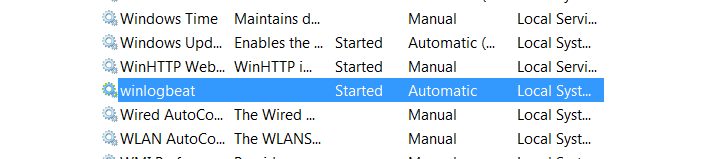 Windows Time Maintains d... Manual Local Servi...
Windows Upd... Enables the ... Started Automatic (... Local Syst...
WinHTTP Web... WinHTTP i... Started Manual Local Servi...
winlogbeat Started Automatic Local Syst...
Wired AutoCo... The Wired ... Manual Local Syst...
WLAN AutoCo... The WLANS... Manual Local Syst...